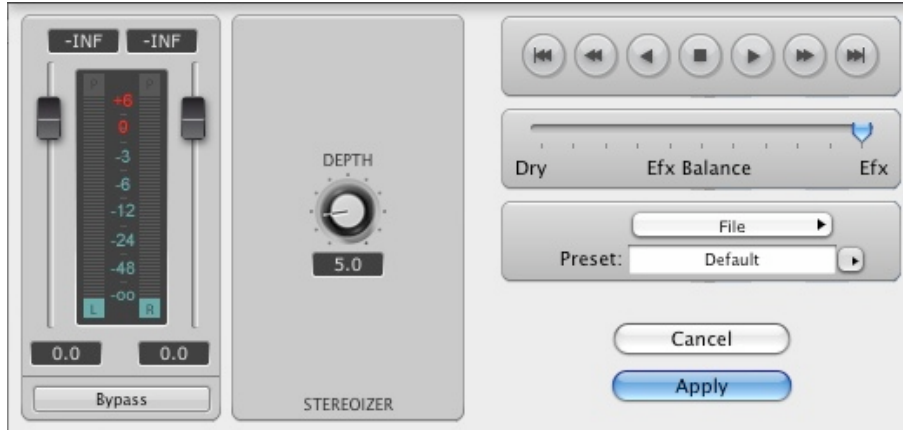 -INF -INF
P P
+6
0
-3
-6
-12
-24
-48
-oo
L R
0.0 0.0
Bypass
DEPTH
5.0
STEREOIZER
Dry Efx Balance Efx
File
Preset: Default
Cancel
Apply